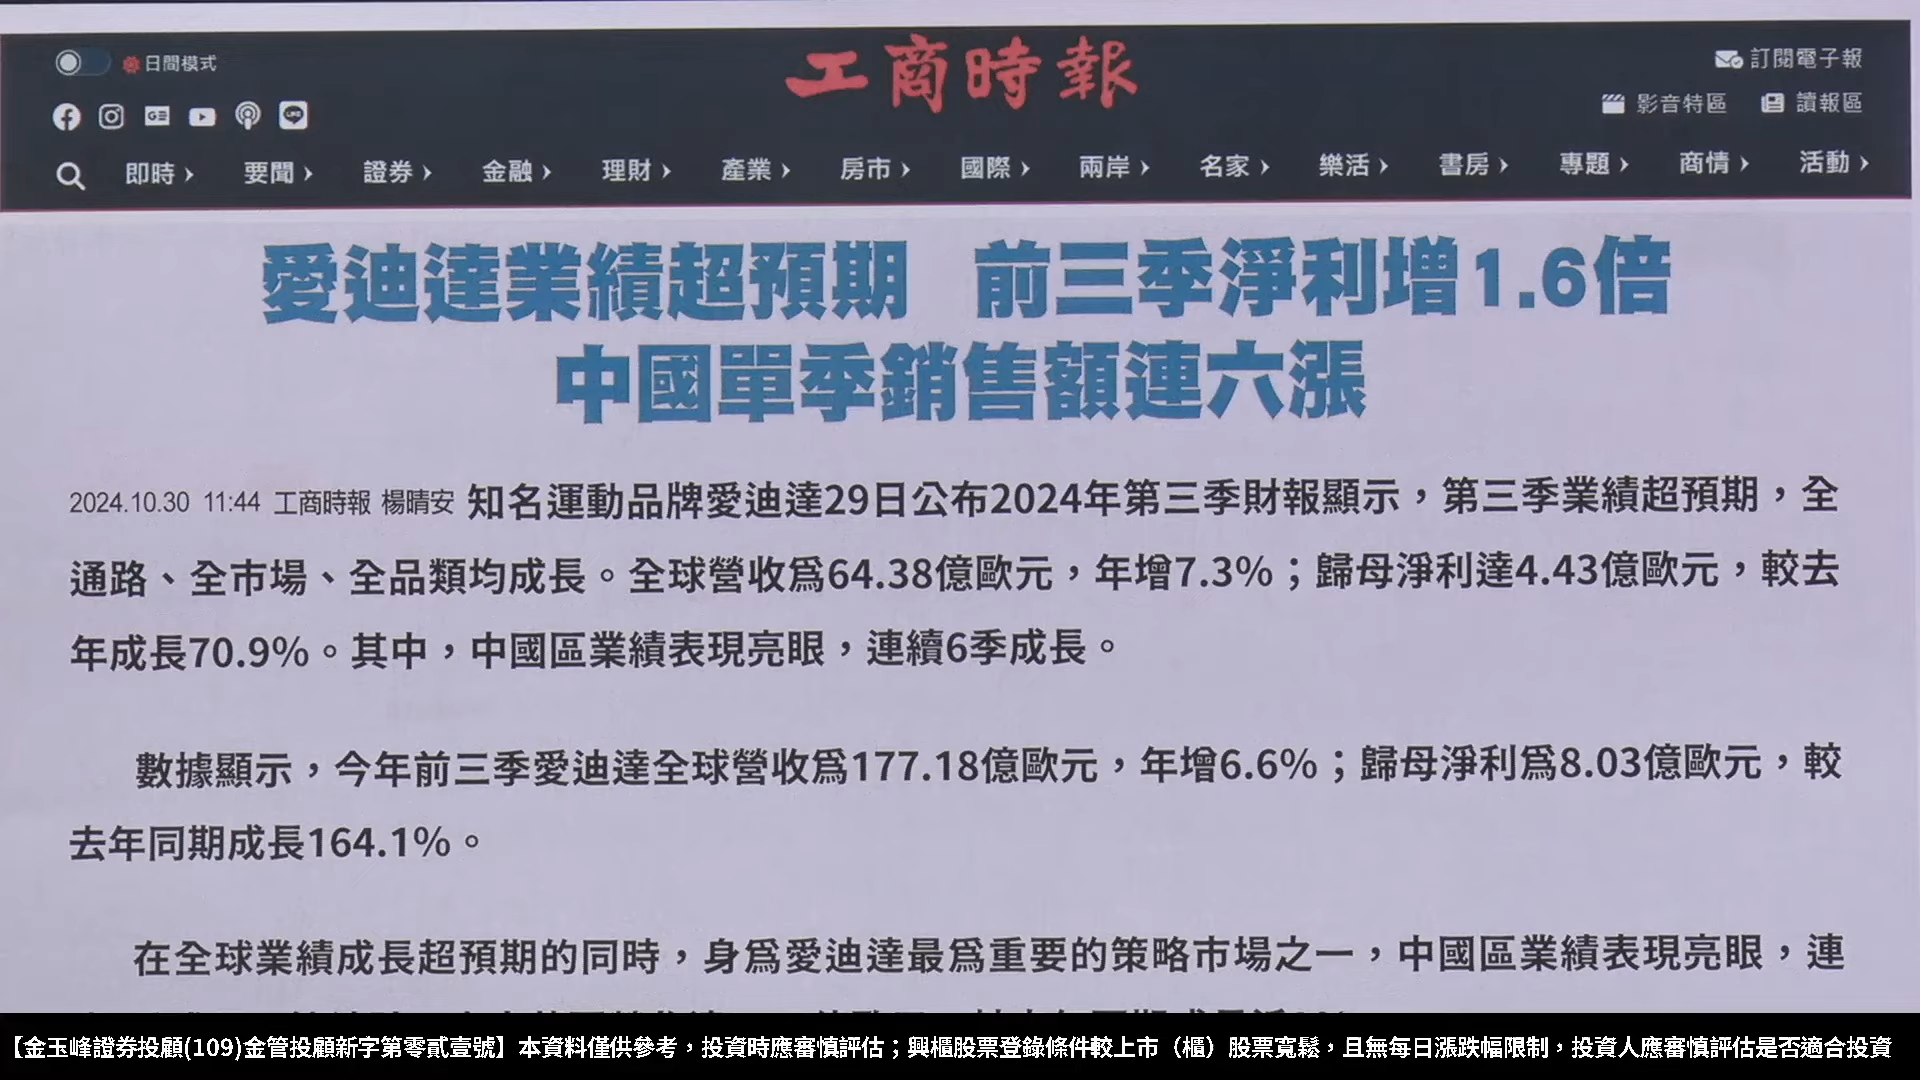 日間模式
工商時報
訂閱電子報
影音特區 讀報區
即時 要聞 證券 金融 理財 產業 房市 國際 兩岸 名家 樂活 書房 專題 商情 活動
愛迪達業績超預期 前三季淨利增1.6倍
中國單季銷售額連六漲
2024.10.30 11:44 工商時報 楊晴安 知名運動品牌愛迪達29日公布2024年第三季財報顯示，第三季業績超預期，全
通路、全市場、全品類均成長。全球營收為64.38億歐元，年增7.3%；歸母淨利達4.43億歐元，較去
年成長70.9%。其中，中國區業績表現亮眼，連續6季成長。
數據顯示，今年前三季愛迪達全球營收為177.18億歐元，年增6.6%；歸母淨利為8.03億歐元，較
去年同期成長164.1%。
在全球業績成長超預期的同時，身為愛迪達最為重要的策略市場之一，中國區業績表現亮眼，連
【金玉峰證券投顧(109)金管投顧新字第零貳壹號】本資料僅供參考，投資時應審慎評估；興櫃股票登錄條件較上市（櫃）股票寬鬆，且無每日漲跌幅限制，投資人應審慎評估是否適合投資